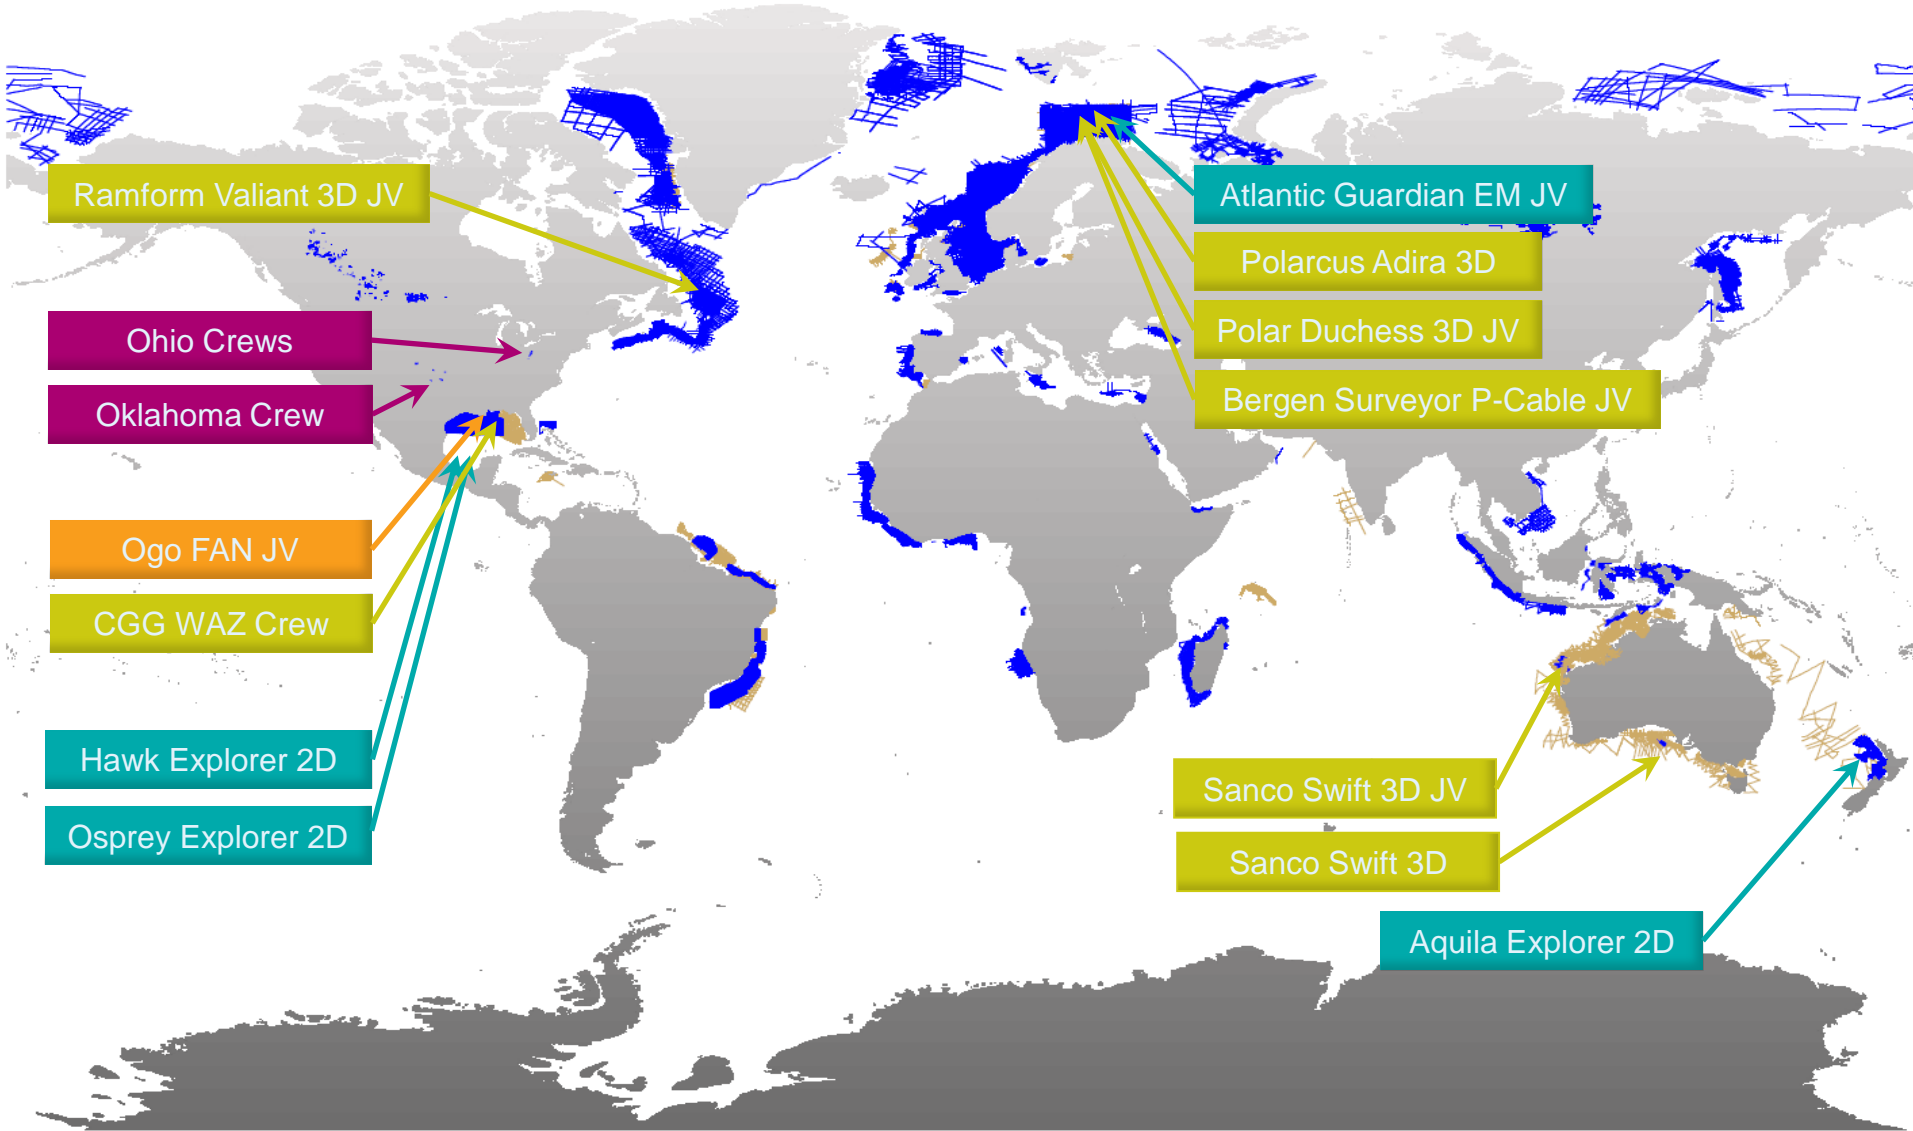 Ramform Valiant 3D JV
Ohio Crews
Oklahoma Crew
Ogo FAN JV
CGG WAZ Crew
Hawk Explorer 2D
Osprey Explorer 2D
Atlantic Guardian EM JV
Polarcus Adira 3D
Polar Duchess 3D JV
Bergen Surveyor P-Cable JV
Sanco Swift 3D JV
Sanco Swift 3D
Aquila Explorer 2D